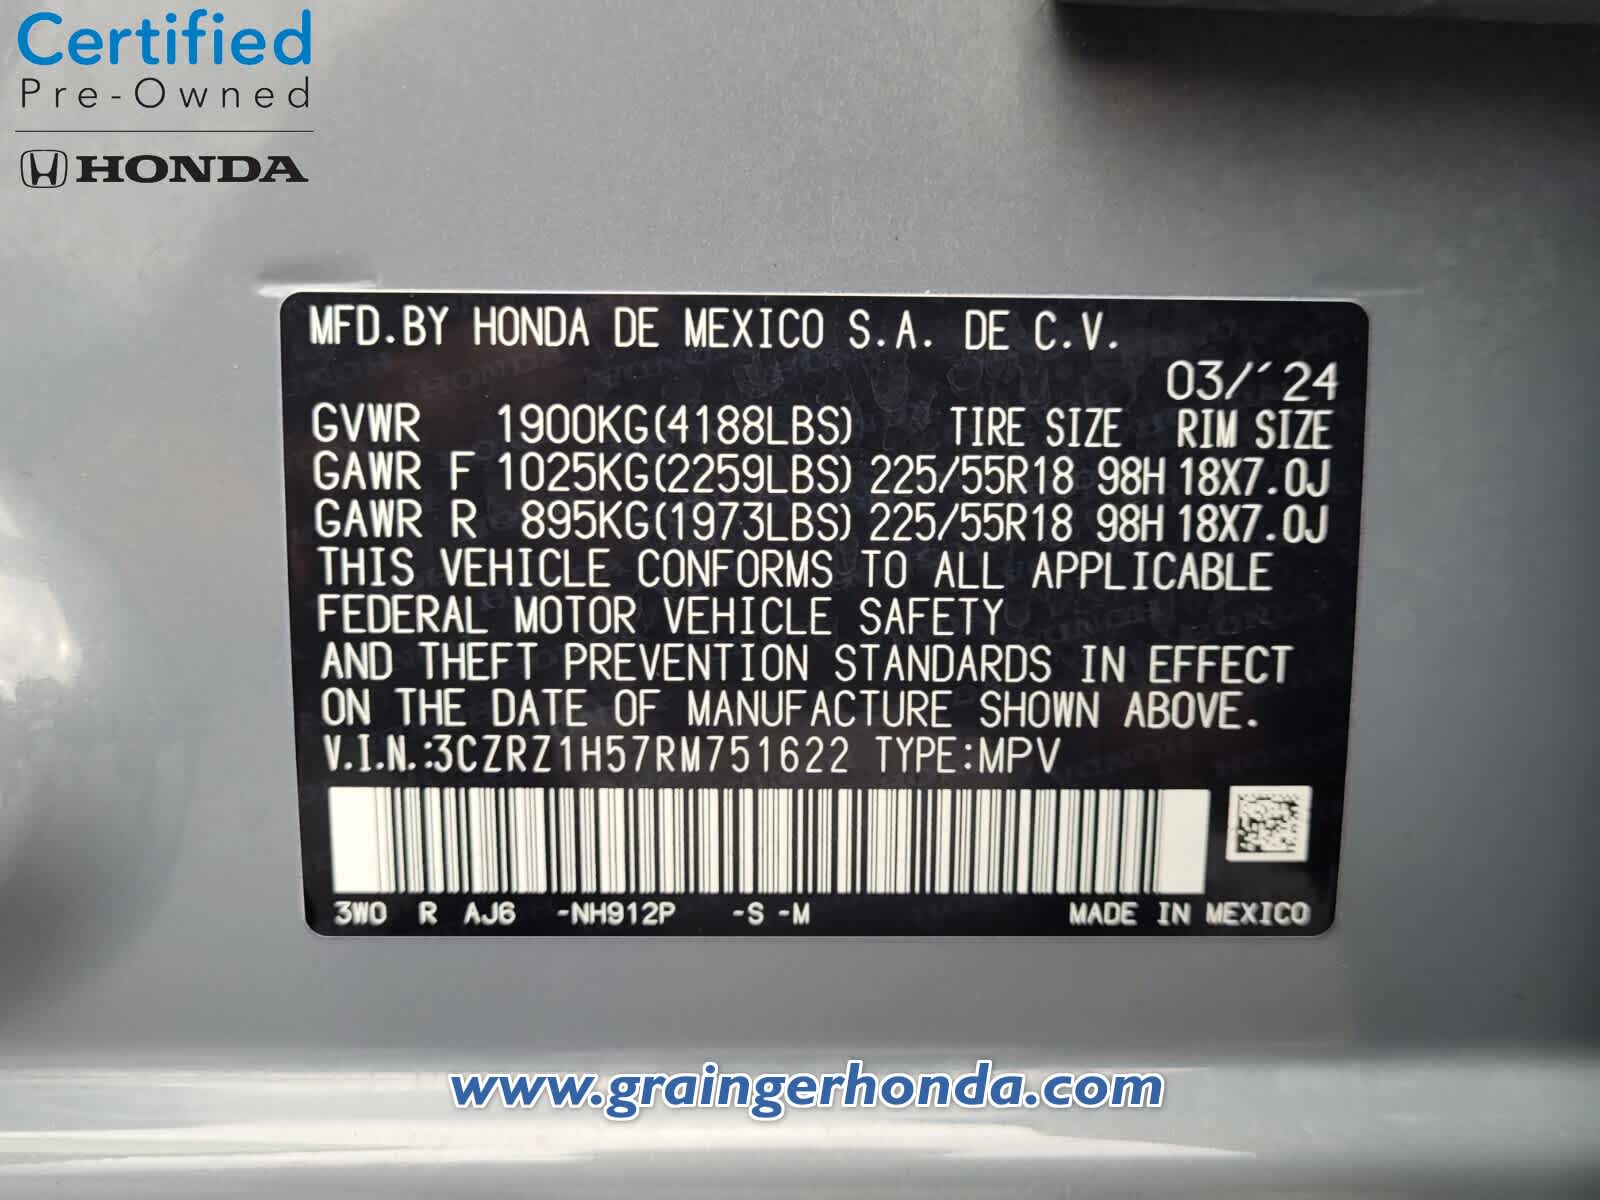 Certified
Pre-Owned
HONDA
MFD.BY HONDA DE MEXICO S.A. DE C.V.
03/´24
GVWR 1900KG(4188LBS) TIRE SIZE RIM SIZE
GAWR F 1025KG(2259LBS) 225/55R18 98H 18X7.0J
GAWR R 895KG(1973LBS) 225/55R18 98H 18X7.0J
THIS VEHICLE CONFORMS TO ALL APPLICABLE
FEDERAL MOTOR VEHICLE SAFETY
AND THEFT PREVENTION STANDARDS IN EFFECT
ON THE DATE OF MANUFACTURE SHOWN ABOVE.
V.I.N.:3CZRZ1H57RM751622 TYPE:MPV
3W0 R AJ6 -NH912P -S -M MADE IN MEXICO
www.graingerhonda.com